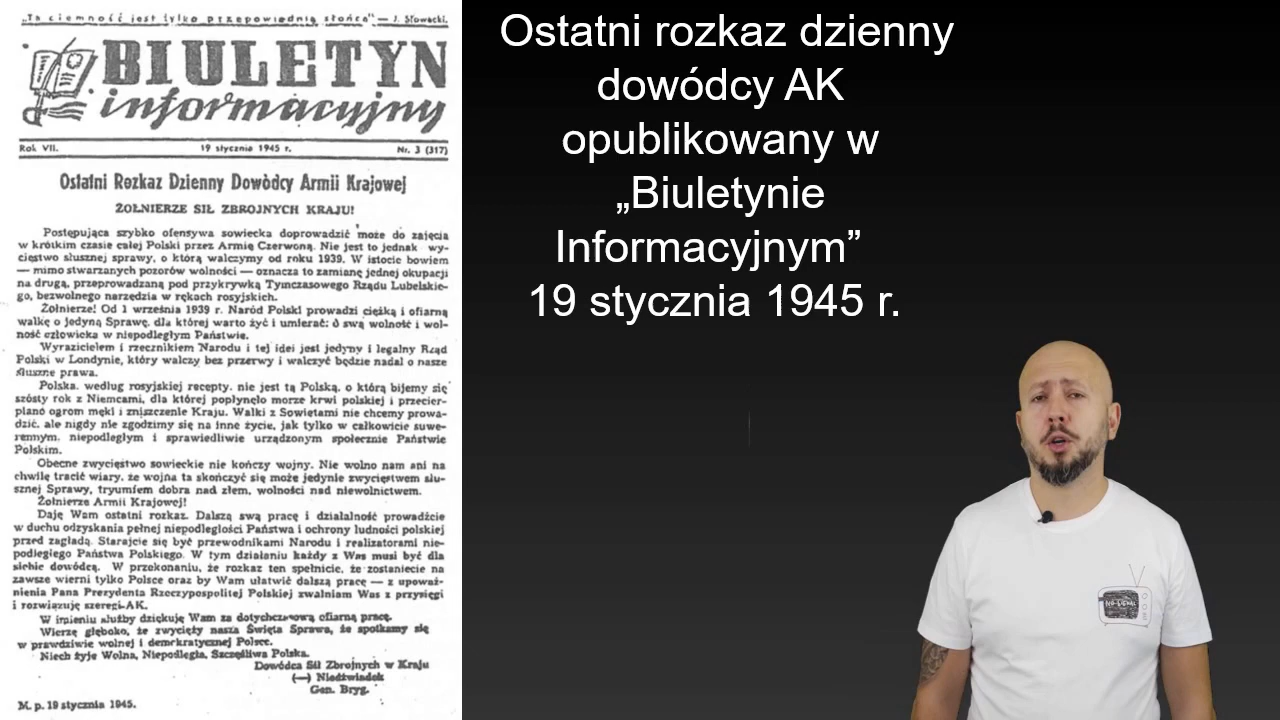 „Ta ciemność jest tylko przepowiednią słońca" — J. Słowacki.
BIULETYN
informacyjny
Rok VII. 19 stycznia 1945 r. Nr. 3 (317)
Ostatni Rozkaz Dzienny Dowódcy Armii Krajowej
ŻOŁNIERZE SIŁ ZBROJNYCH KRAJU!
Postępująca szybko ofensywa sowiecka doprowadzić może do zajęcia
w krótkim czasie całej Polski przez Armię Czerwoną. Nie jest to jednak wy-
cięstwo słusznej sprawy, o którą walczymy od roku 1939. W istocie bowiem
— mimo stwarzanych pozorów wolności — oznacza to zamianę jednej okupacji
na drugą, przeprowadzaną pod przykrywką Tymczasowego Rządu Lubelskie-
go, bezwolnego narzędzia w rękach rosyjskich.
Żołnierze! Od 1 września 1939 r. Naród Polski prowadzi ciężką i ofiarną
walkę o jedyną Sprawę, dla której warto żyć i umierać: o swą wolność i wol-
ność człowieka w niepodległym Państwie.
Wyrazicielem i rzecznikiem Narodu i tej idei jest jedyny i legalny Rząd
Polski w Londynie, który walczy bez przerwy i walczyć będzie nadal o nasze
słuszne prawa.
Polska, według rosyjskiej recepty, nie jest tą Polską, o którą bijemy się
szósty rok z Niemcami, dla której popłynęło morze krwi polskiej i przecier-
piano ogrom męki i zniszczenie Kraju. Walki z Sowietami nie chcemy prowa-
dzić, ale nigdy nie zgodzimy się na inne życie, jak tylko w całkowicie suwe-
rennym, niepodległym i sprawiedliwie urządzonym społecznie Państwie
Polskim.
Obecne zwycięstwo sowieckie nie kończy wojny. Nie wolno nam ani na
chwilę tracić wiary, że wojna ta skończyć się może jedynie zwycięstwem słu-
sznej Sprawy, tryumfem dobra nad złem, wolności nad niewolnictwem.
Żołnierze Armii Krajowej!
Daję Wam ostatni rozkaz. Dalszą swą pracę i działalność prowadźcie
w duchu odzyskania pełnej niepodległości Państwa i ochrony ludności polskiej
przed zagładą. Starajcie się być przewodnikami Narodu i realizatorami nie-
podległego Państwa Polskiego. W tym działaniu każdy z Was musi być dla
siebie dowódcą. W przekonaniu, że rozkaz ten spełnicie, że zostaniecie na
zawsze wierni tylko Polsce oraz by Wam ułatwić dalszą pracę — z upoważ-
nienia Pana Prezydenta Rzeczypospolitej Polskiej zwalniam Was z przysięgi
i rozwiązuję szeregi AK.
W imieniu służby dziękuję Wam za dotychczasową ofiarną pracę.
Wierzę głęboko, że zwycięży nasza Święta Sprawa, że spotkamy się
w prawdziwie wolnej i demokratycznej Polsce.
Niech żyje Wolna, Niepodległa, Szczęśliwa Polska.
Dowódca Sił Zbrojnych w Kraju
(—) Niedźwiadek
Gen. Bryg.
M. p. 19 stycznia 1945.
Ostatni rozkaz dzienny
dowódcy AK
opublikowany w
„Biuletynie
Informacyjnym”
19 stycznia 1945 r.